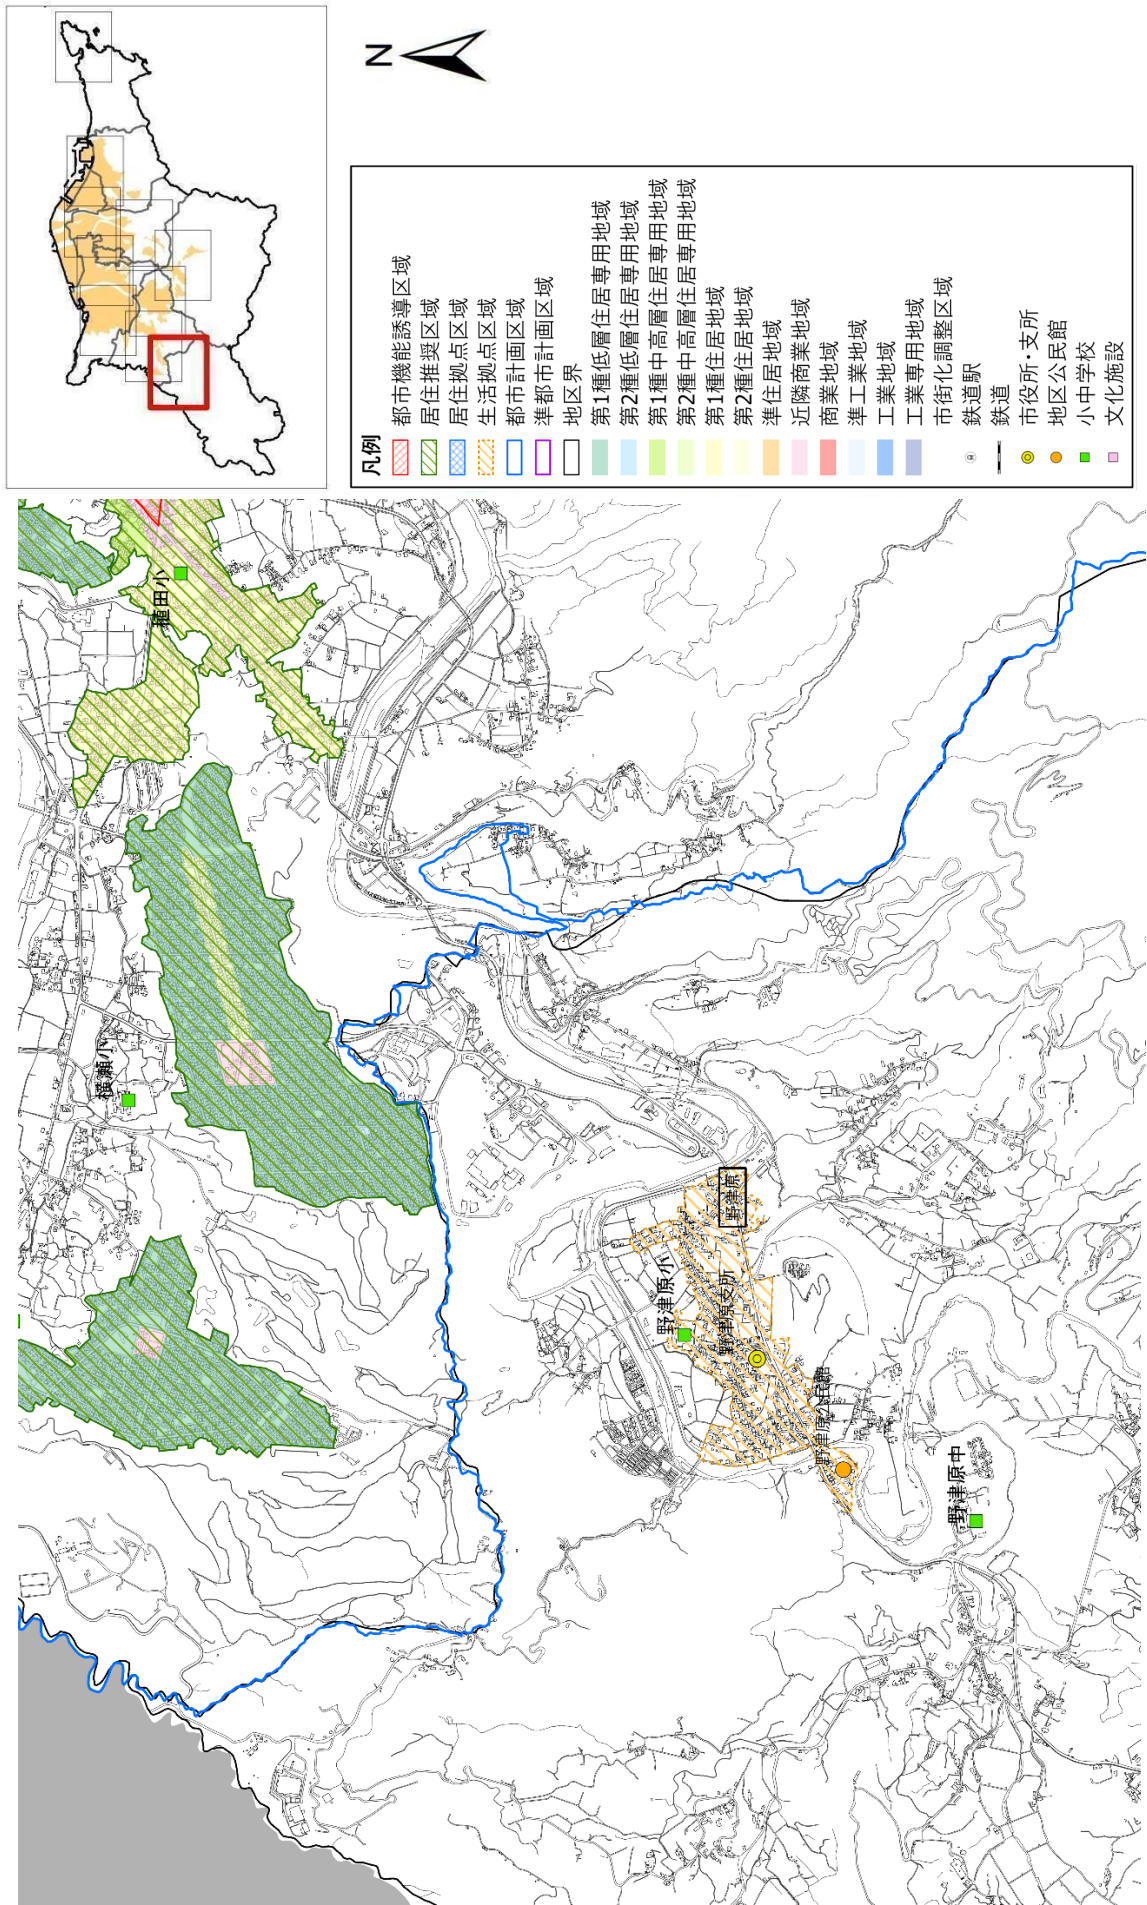 N
凡例
都市機能誘導区域
居住推奨区域
居住拠点区域
生活拠点区域
都市計画区域
準都市計画区域
地区界
第1種低層住居専用地域
第2種低層住居専用地域
第1種中高層住居専用地域
第2種中高層住居専用地域
第1種住居地域
第2種住居地域
準住居地域
近隣商業地域
商業地域
準工業地域
工業地域
工業専用地域
市街化調整区域
鉄道駅
鉄道
市役所・支所
地区公民館
小中学校
文化施設
植田小
横瀬小
野津原小
野津原支所
野津原
野津原公民館
野津原中